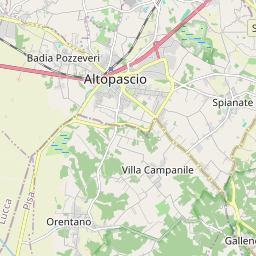 Badia Pozzeveri
Altopascio
Spianate
Villa Campanile
Lucca
Pisa
Orentano
Gallen